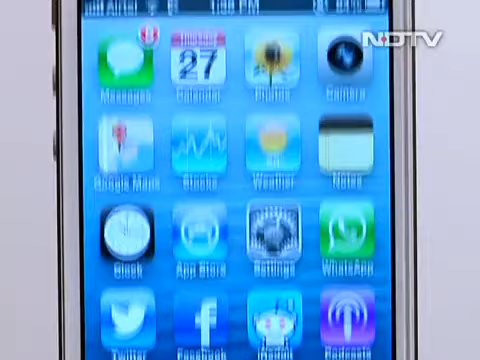 Airtel
NDTV
27
Messages Calendar Photos Camera
Google Maps Stocks Weather Notes
Clock App Store Settings WhatsApp
Twitter Facebook Podcasts